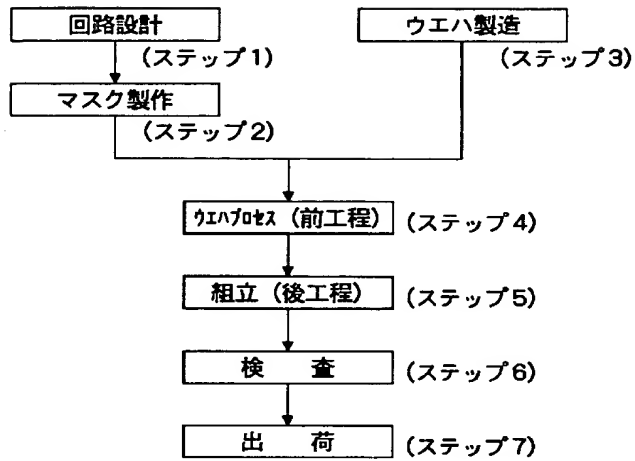 回路設計
(ステップ1)
ウエハ製造
(ステップ3)
マスク製作
(ステップ2)
ウエハプロセス (前工程)
(ステップ4)
組立 (後工程)
(ステップ5)
検 査
(ステップ6)
出 荷
(ステップ7)